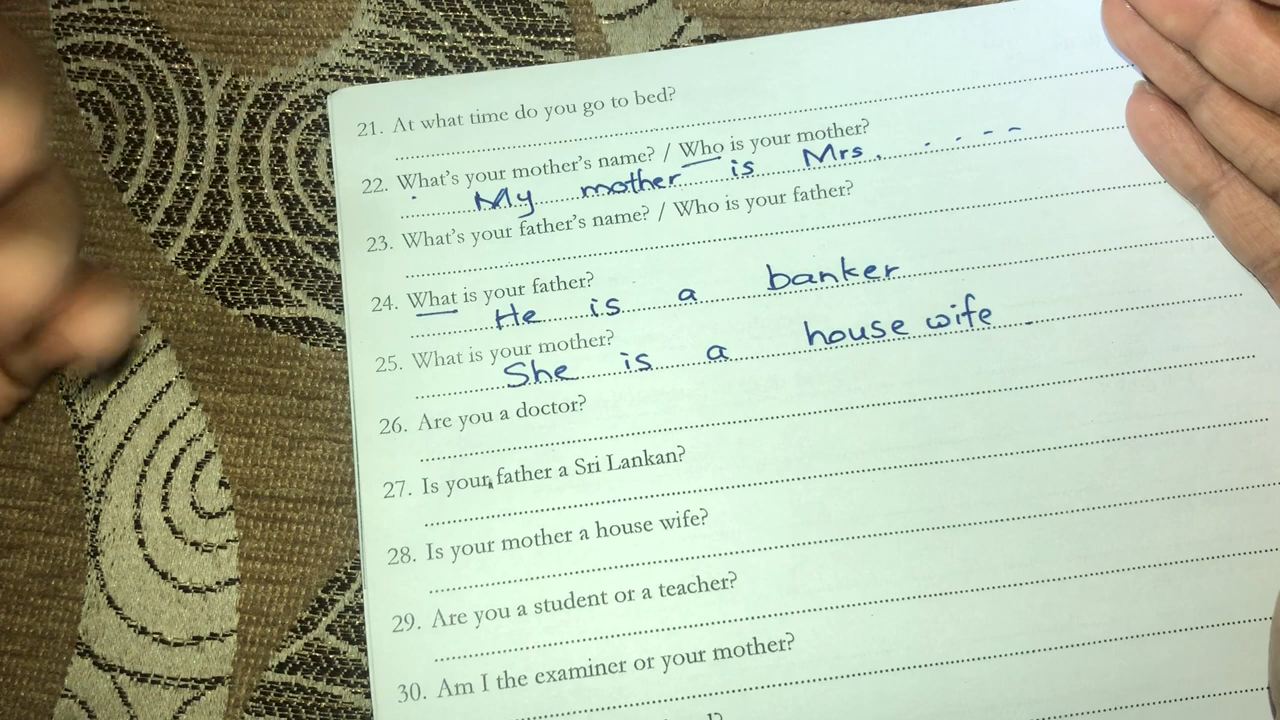 21. At what time do you go to bed?
22. What's your mother's name? / Who is your mother?
My mother is Mrs. . . - - -
23. What's your father's name? / Who is your father?
24. What is your father?
He is a banker
25. What is your mother?
She is a house wife.
26. Are you a doctor?
27. Is your father a Sri Lankan?
28. Is your mother a house wife?
29. Are you a student or a teacher?
30. Am I the examiner or your mother?